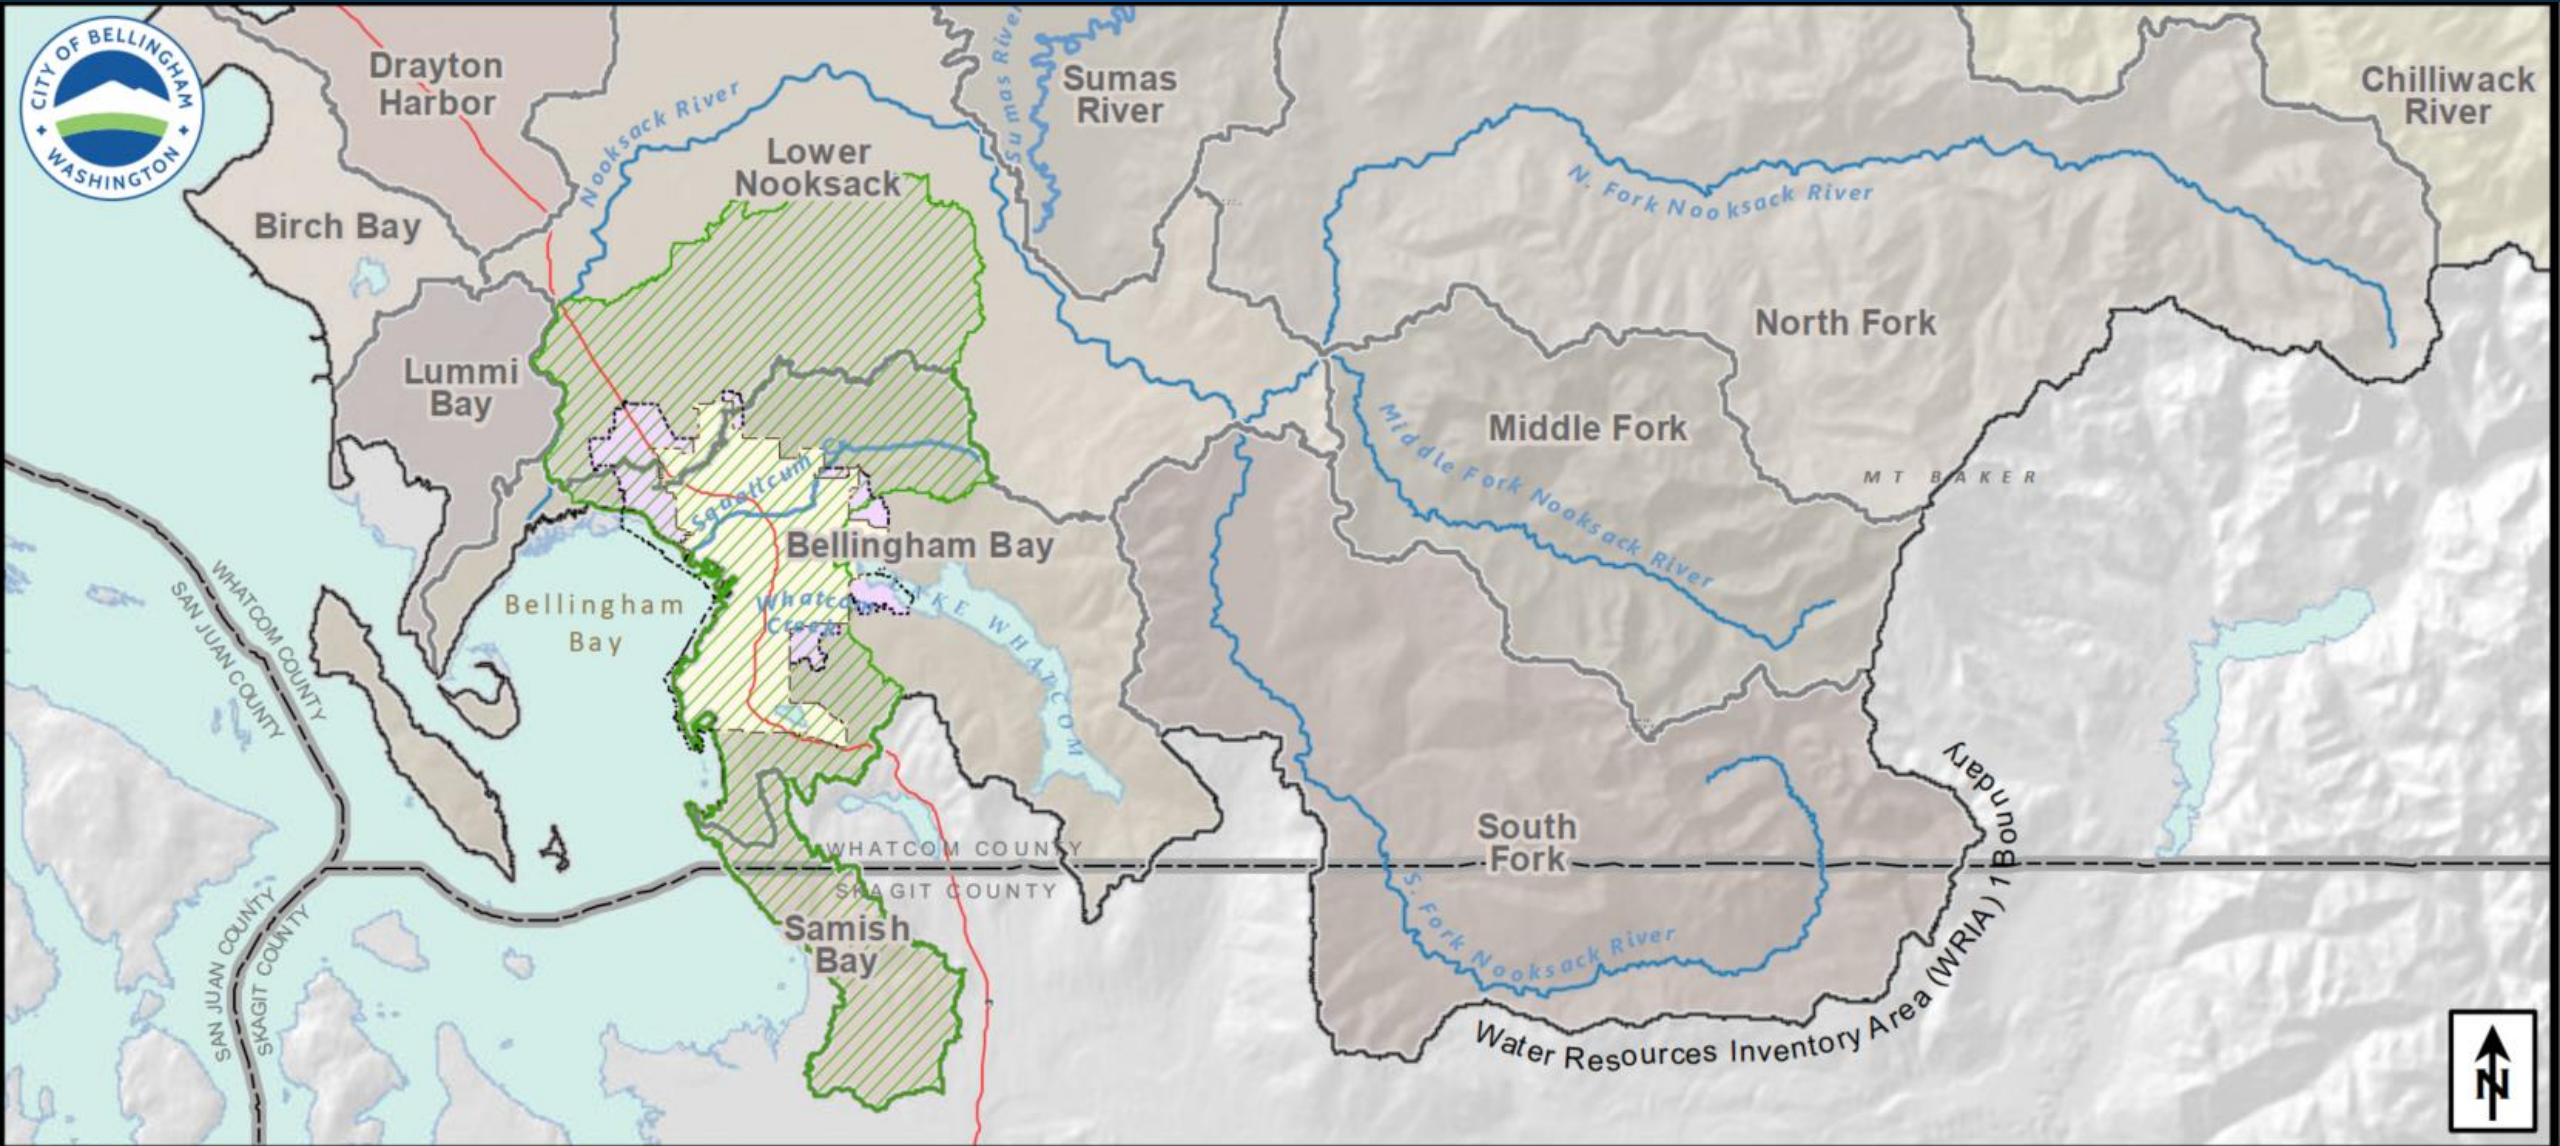 CITY OF BELLINGHAM
WASHINGTON
Drayton
Harbor
Nooksack River
Sumas River
Sumas
River
Chilliwack
River
Lower
Nooksack
N. Fork Nooksack River
Birch Bay
North Fork
Lummi
Bay
Middle Fork
Middle Fork Nooksack River
MT BAKER
Squalicum Cr
Bellingham Bay
Bellingham
Bay
Whatcom
Creek
LAKE WHATCOM
WHATCOM COUNTY
SAN JUAN COUNTY
South
Fork
WHATCOM COUNTY
SKAGIT COUNTY
SAN JUAN COUNTY
SKAGIT COUNTY
Samish
Bay
S. Fork Nooksack River
Water Resources Inventory Area (WRIA) 1 Boundary
N